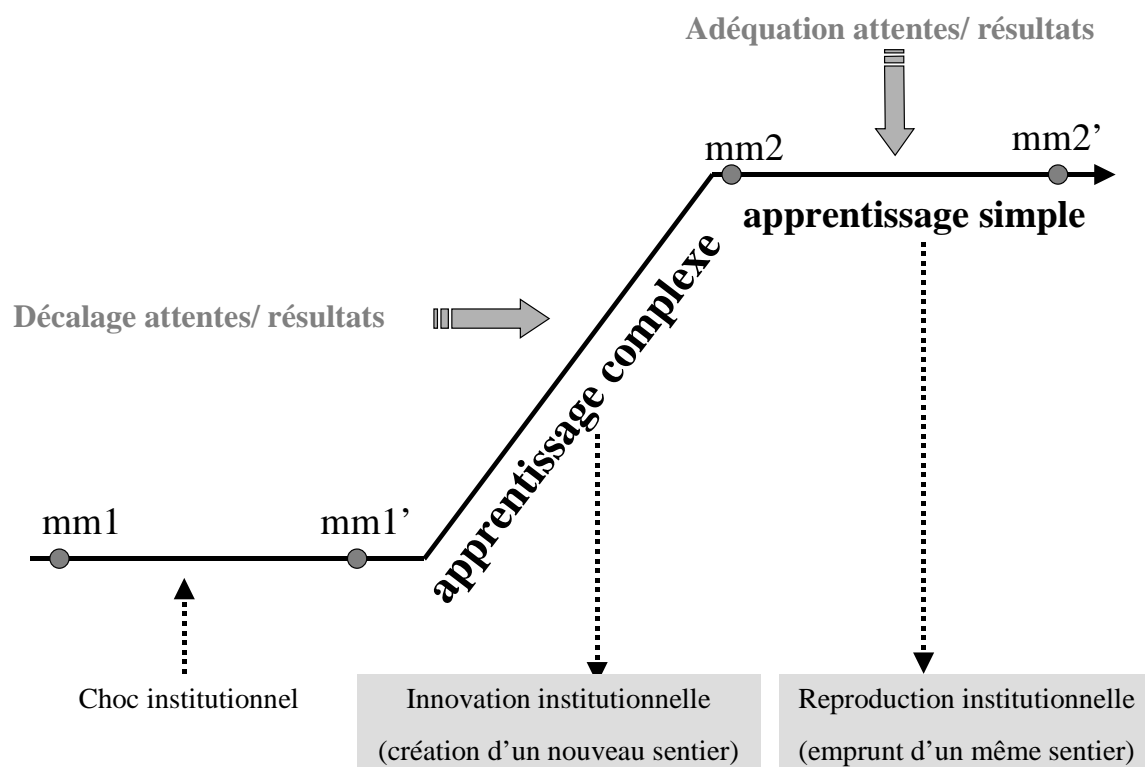 Adéquation attentes/ résultats
mm2
mm2’
apprentissage simple
apprentissage complexe
Décalage attentes/ résultats
mm1
mm1’
Choc institutionnel
Innovation institutionnelle
(création d’un nouveau sentier)
Reproduction institutionnelle
(emprunt d’un même sentier)